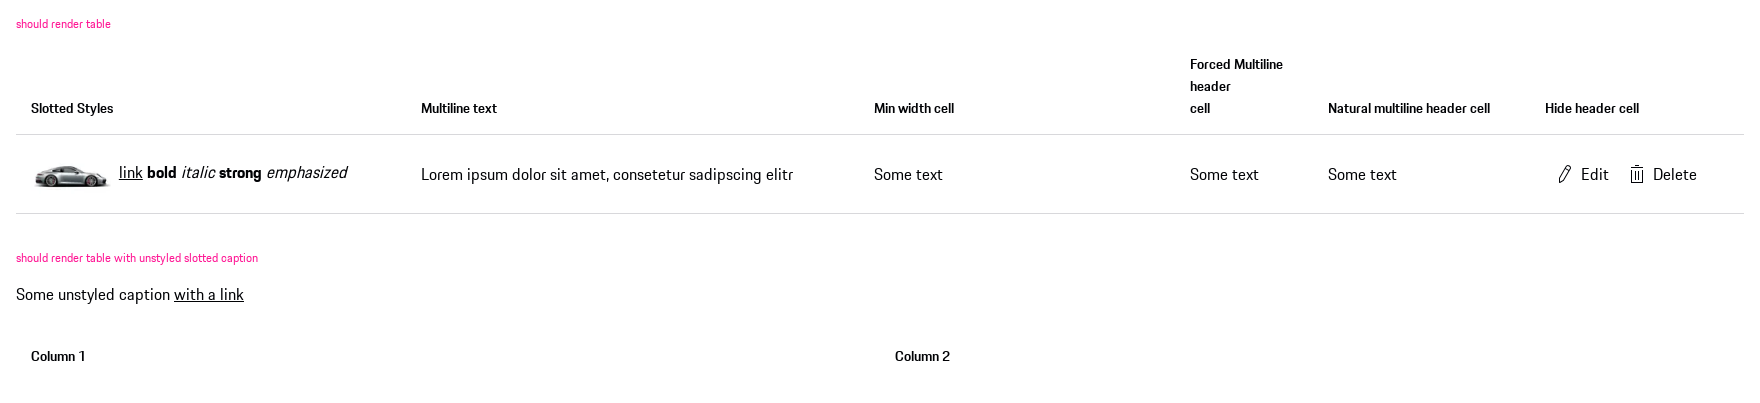 should render table
Forced Multiline
header
Slotted Styles Multiline text Min width cell cell Natural multiline header cell Hide header cell
link bold italic strong emphasized Lorem ipsum dolor sit amet, consetetur sadipscing elitr Some text Some text Some text Edit Delete
should render table with unstyled slotted caption
Some unstyled caption with a link
Column 1 Column 2